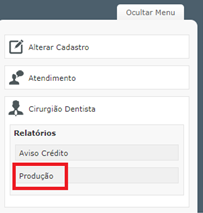 Ocultar Menu
Alterar Cadastro
Atendimento
Cirurgião Dentista
Relatórios
Aviso Crédito
Produção